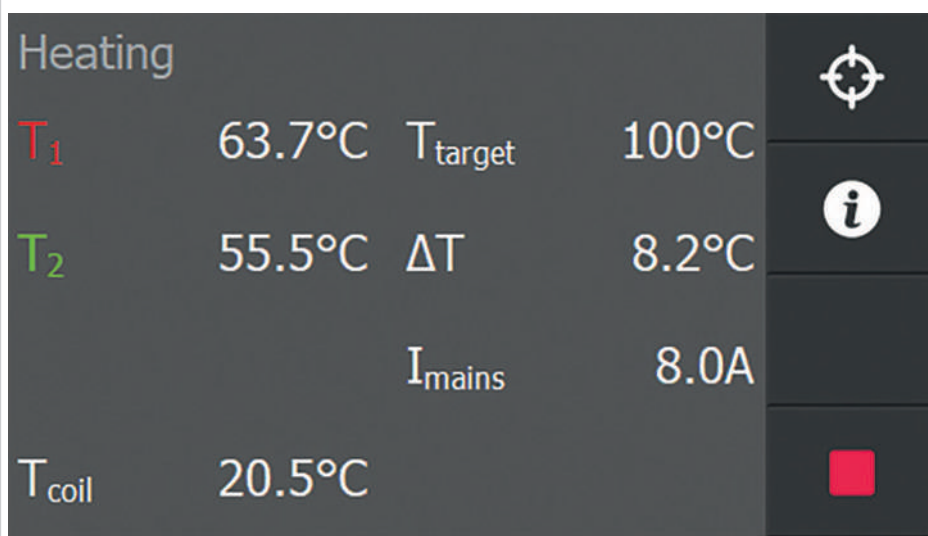 Heating
T1 63.7°C Ttarget 100°C
T2 55.5°C ΔT 8.2°C
Imains 8.0A
Tcoil 20.5°C